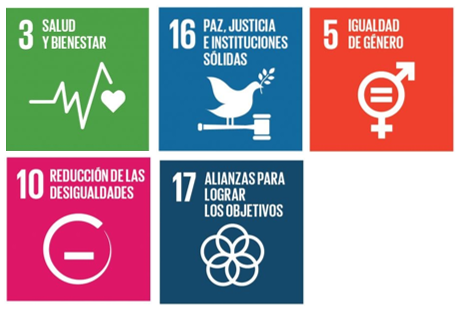 3 SALUD
Y BIENESTAR
16 PAZ, JUSTICIA
E INSTITUCIONES
SÓLIDAS
5 IGUALDAD
DE GÉNERO
10 REDUCCIÓN DE LAS
DESIGUALDADES
17 ALIANZAS PARA
LOGRAR
LOS OBJETIVOS